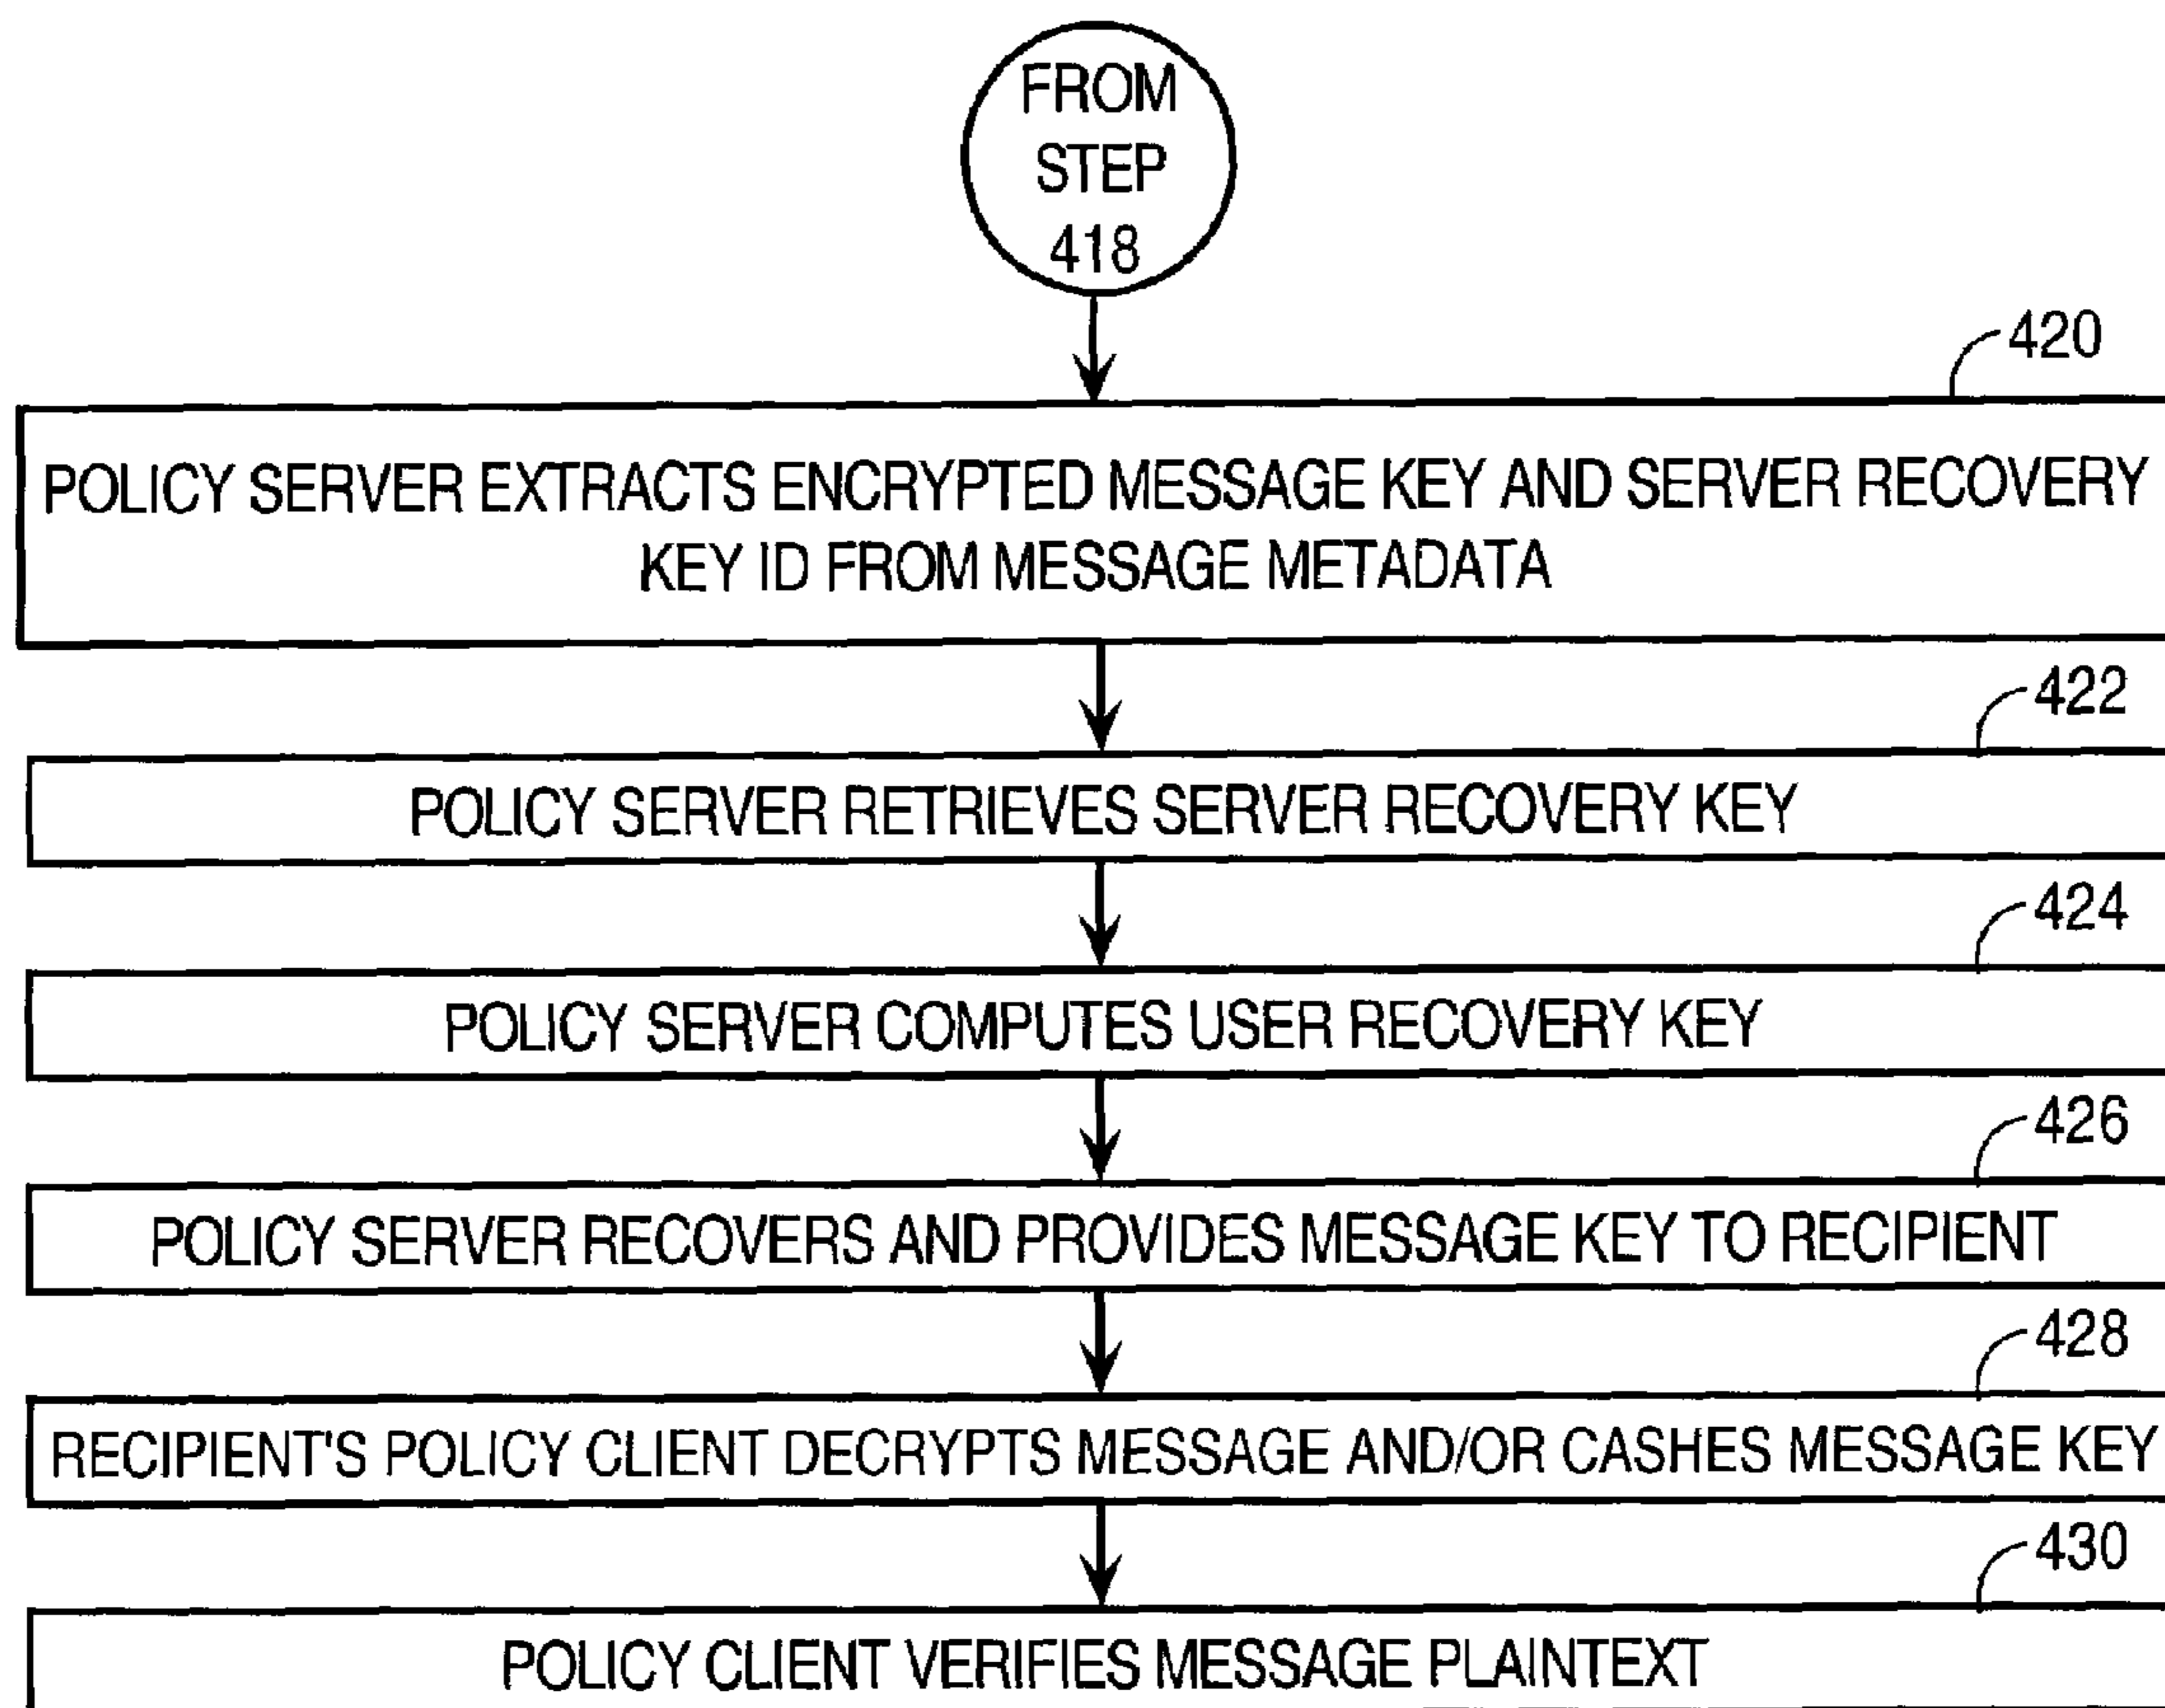 FROM
STEP
418
420
POLICY SERVER EXTRACTS ENCRYPTED MESSAGE KEY AND SERVER RECOVERY
KEY ID FROM MESSAGE METADATA
422
POLICY SERVER RETRIEVES SERVER RECOVERY KEY
424
POLICY SERVER COMPUTES USER RECOVERY KEY
426
POLICY SERVER RECOVERS AND PROVIDES MESSAGE KEY TO RECIPIENT
428
RECIPIENT'S POLICY CLIENT DECRYPTS MESSAGE AND/OR CASHES MESSAGE KEY
430
POLICY CLIENT VERIFIES MESSAGE PLAINTEXT